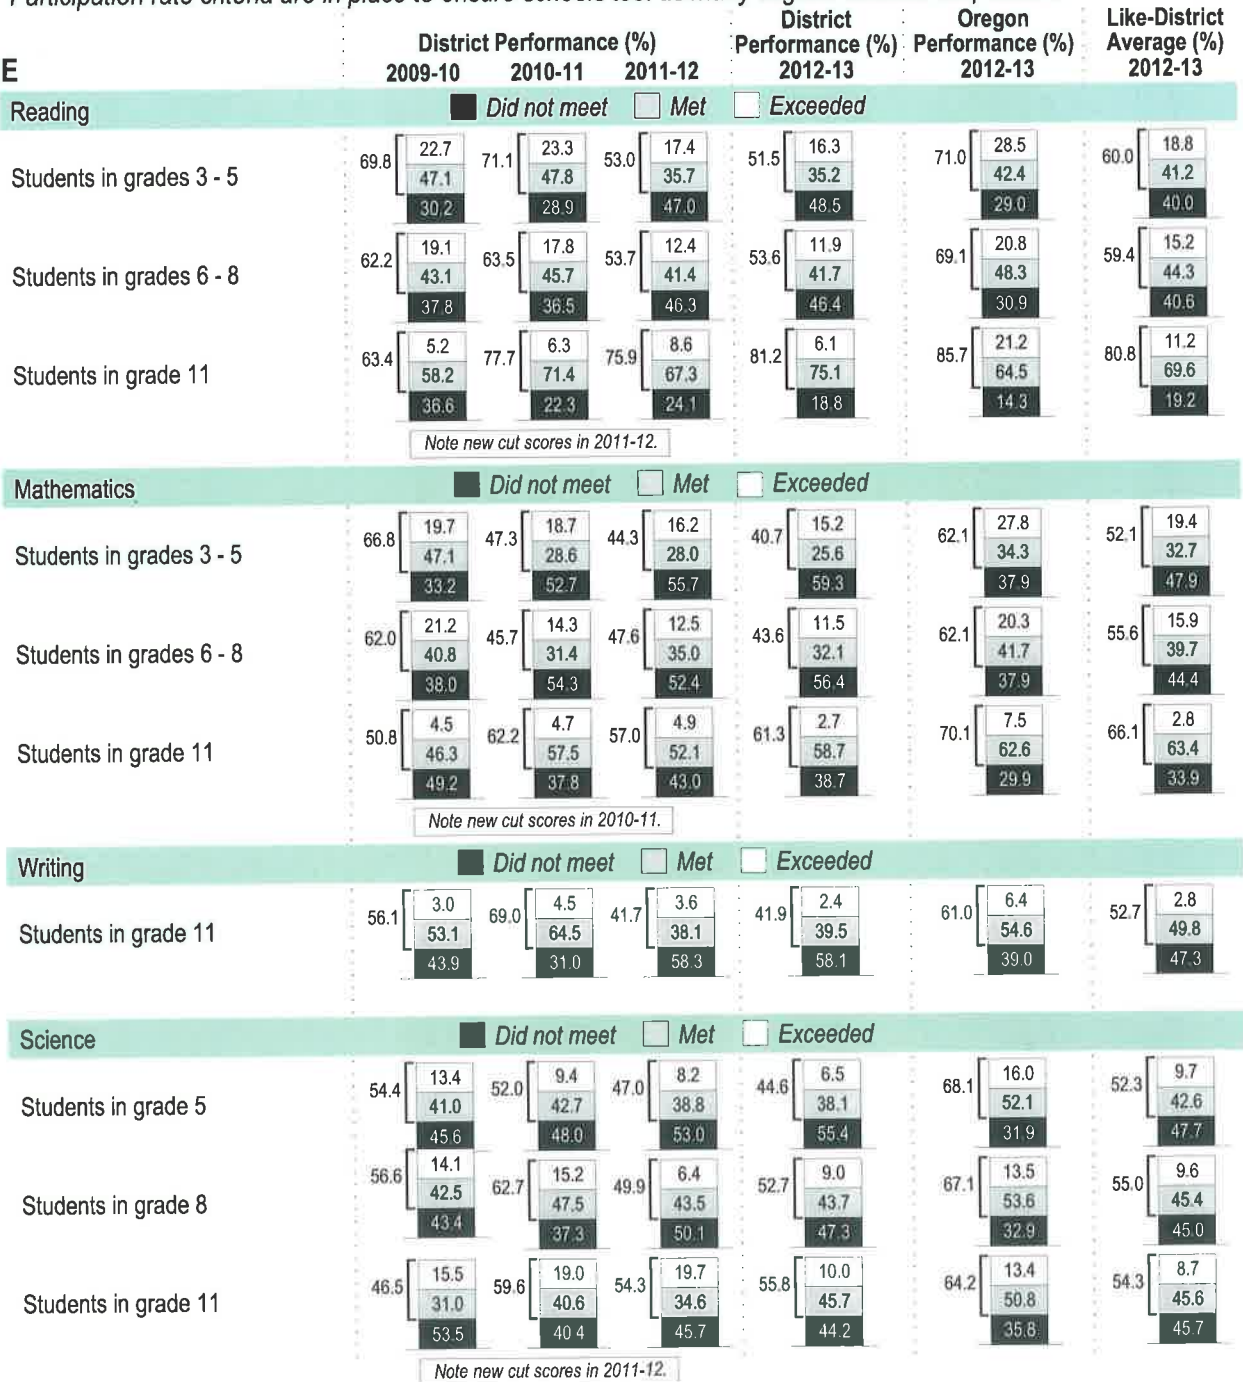 District Performance (%)
District Performance (%)
Oregon Performance (%)
Like-District Average (%)
E
2009-10 2010-11 2011-12 2012-13 2012-13 2012-13
Reading Did not meet Met Exceeded
69.8 22.7 71.1 23.3 53.0 17.4 51.5 16.3 71.0 28.5 60.0 18.8
Students in grades 3 - 5 47.1 47.8 35.7 35.2 42.4 41.2
30.2 28.9 47.0 48.5 29.0 40.0
62.2 19.1 63.5 17.8 53.7 12.4 53.6 11.9 69.1 20.8 59.4 15.2
Students in grades 6 - 8 43.1 45.7 41.4 41.7 48.3 44.3
37.8 36.5 46.3 46.4 30.9 40.6
63.4 5.2 77.7 6.3 75.9 8.6 81.2 6.1 85.7 21.2 80.8 11.2
Students in grade 11 58.2 71.4 67.3 75.1 64.5 69.6
36.6 22.3 24.1 18.8 14.3 19.2
Note new cut scores in 2011-12.
Mathematics Did not meet Met Exceeded
66.8 19.7 47.3 18.7 44.3 16.2 40.7 15.2 62.1 27.8 52.1 19.4
Students in grades 3 - 5 47.1 28.6 28.0 25.6 34.3 32.7
33.2 52.7 55.7 59.3 37.9 47.9
62.0 21.2 45.7 14.3 47.6 12.5 43.6 11.5 62.1 20.3 55.6 15.9
Students in grades 6 - 8 40.8 31.4 35.0 32.1 41.7 39.7
38.0 54.3 52.4 56.4 37.9 44.4
50.8 4.5 62.2 4.7 57.0 4.9 61.3 2.7 70.1 7.5 66.1 2.8
Students in grade 11 46.3 57.5 52.1 58.7 62.6 63.4
49.2 37.8 43.0 38.7 29.9 33.9
Note new cut scores in 2010-11.
Writing Did not meet Met Exceeded
56.1 3.0 69.0 4.5 41.7 3.6 41.9 2.4 61.0 6.4 52.7 2.8
Students in grade 11 53.1 64.5 38.1 39.5 54.6 49.8
43.9 31.0 58.3 58.1 39.0 47.3
Science Did not meet Met Exceeded
54.4 13.4 52.0 9.4 47.0 8.2 44.6 6.5 68.1 16.0 52.3 9.7
Students in grade 5 41.0 42.7 38.8 38.1 52.1 42.6
45.6 48.0 53.0 55.4 31.9 47.7
56.6 14.1 62.7 15.2 49.9 6.4 52.7 9.0 67.1 13.5 55.0 9.6
Students in grade 8 42.5 47.5 43.5 43.7 53.6 45.4
43.4 37.3 50.1 47.3 32.9 45.0
46.5 15.5 59.6 19.0 54.3 19.7 55.8 10.0 64.2 13.4 54.3 8.7
Students in grade 11 31.0 40.6 34.6 45.7 50.8 45.6
53.5 40.4 45.7 44.2 35.8 45.7
Note new cut scores in 2011-12.